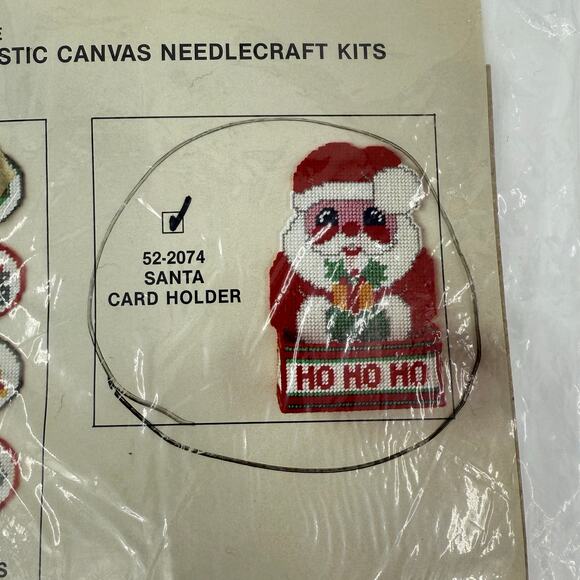 STIC CANVAS NEEDLECRAFT KITS
52-2074
SANTA
CARD HOLDER
HO HO HO